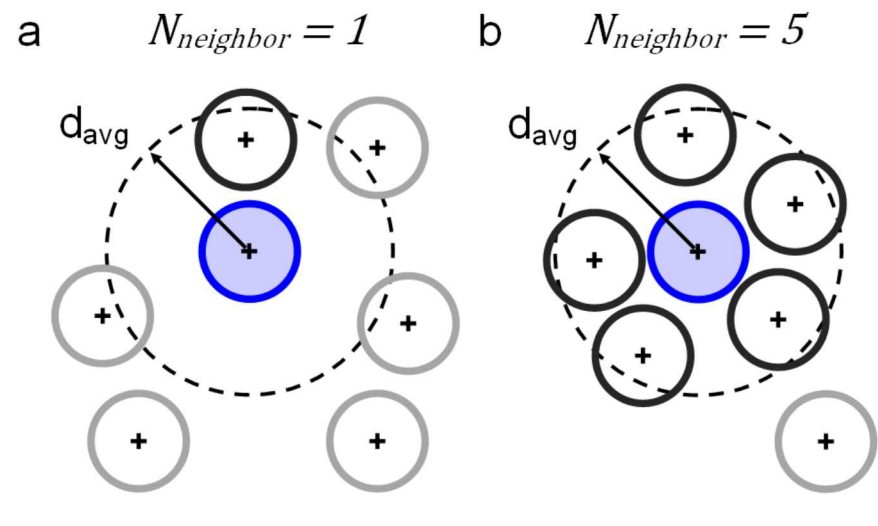 a
N_neighbor = 1
b
N_neighbor = 5
d_avg
d_avg